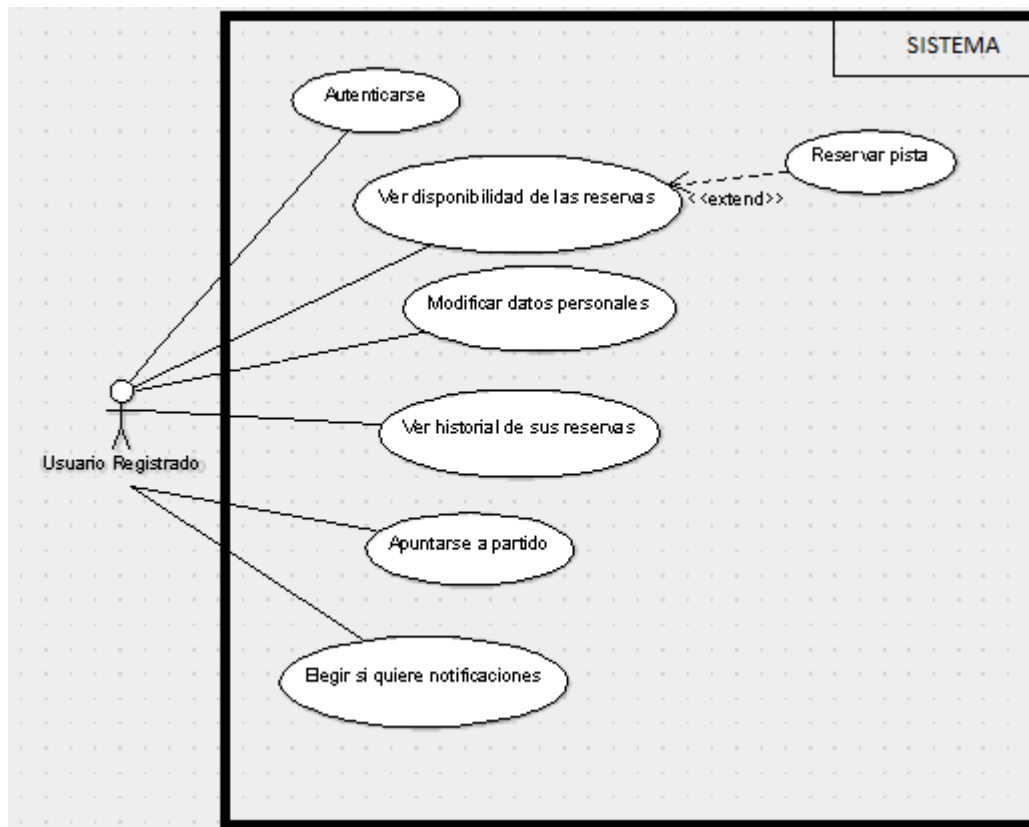 SISTEMA
Autenticarse
Reservar pista
Ver disponibilidad de las reservas
<<extend>>
Modificar datos personales
Ver historial de sus reservas
Usuario Registrado
Apuntarse a partido
Elegir si quiere notificaciones